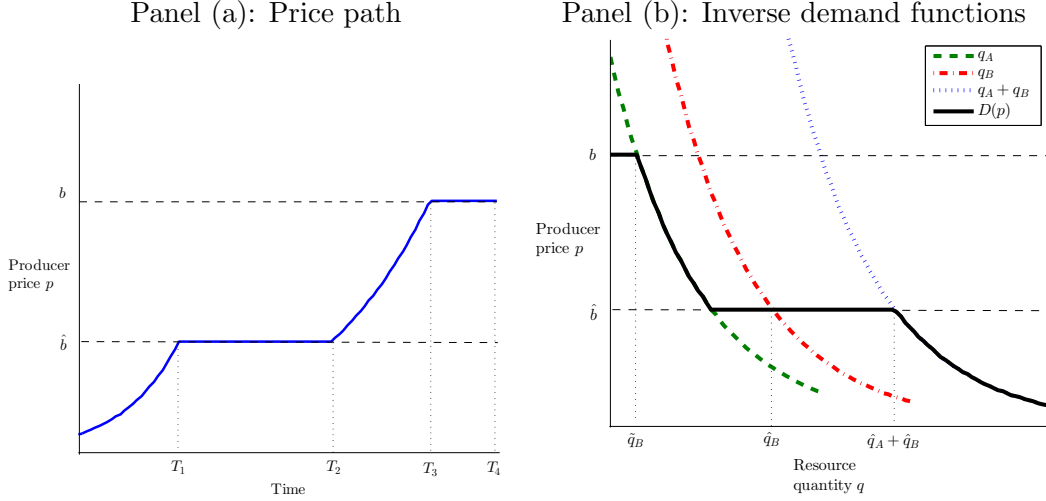 Panel (a): Price path
b
Producer
price p
b̂
T₁
T₂
T₃
T₄
Time
Panel (b): Inverse demand functions
q_A
q_B
q_A + q_B
D(p)
b
Producer
price p
b̂
q̃_B
q̂_B
q̂_A + q̂_B
Resource
quantity q